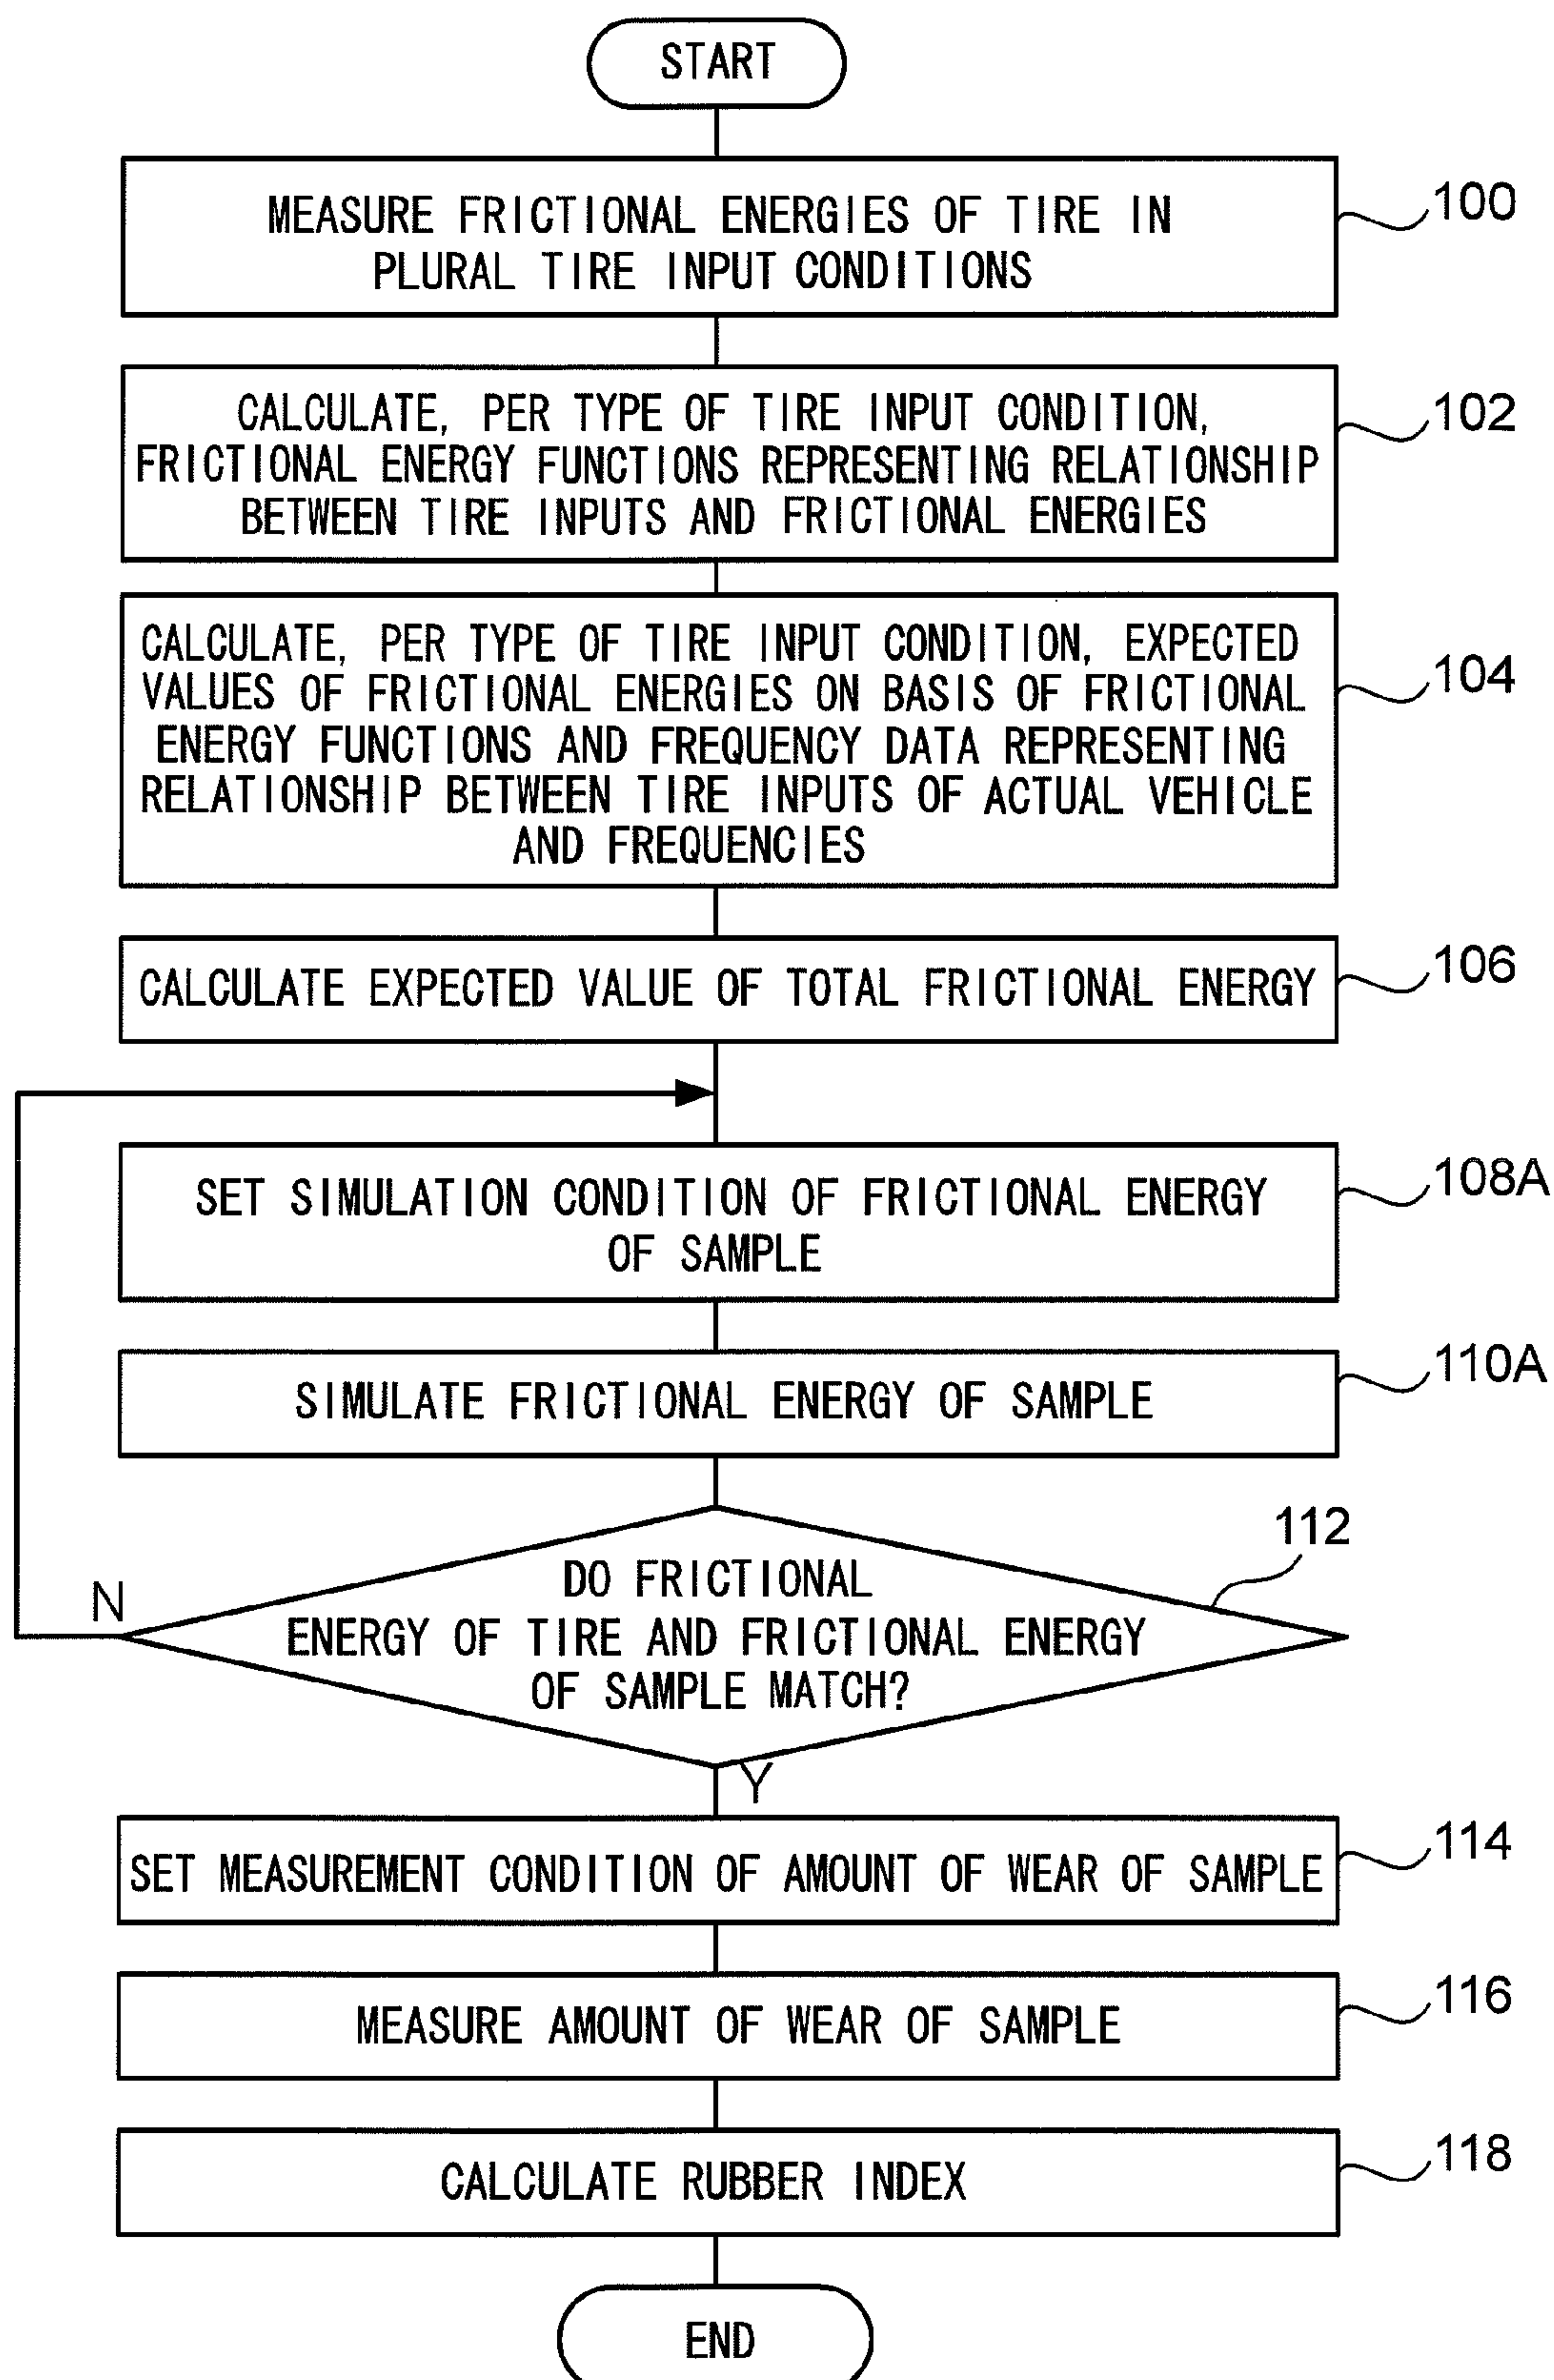 START
MEASURE FRICTIONAL ENERGIES OF TIRE IN
PLURAL TIRE INPUT CONDITIONS
100
CALCULATE, PER TYPE OF TIRE INPUT CONDITION,
FRICTIONAL ENERGY FUNCTIONS REPRESENTING RELATIONSHIP
BETWEEN TIRE INPUTS AND FRICTIONAL ENERGIES
102
CALCULATE, PER TYPE OF TIRE INPUT CONDITION, EXPECTED
VALUES OF FRICTIONAL ENERGIES ON BASIS OF FRICTIONAL
ENERGY FUNCTIONS AND FREQUENCY DATA REPRESENTING
RELATIONSHIP BETWEEN TIRE INPUTS OF ACTUAL VEHICLE
AND FREQUENCIES
104
CALCULATE EXPECTED VALUE OF TOTAL FRICTIONAL ENERGY
106
SET SIMULATION CONDITION OF FRICTIONAL ENERGY
OF SAMPLE
108A
SIMULATE FRICTIONAL ENERGY OF SAMPLE
110A
112
DO FRICTIONAL
ENERGY OF TIRE AND FRICTIONAL ENERGY
OF SAMPLE MATCH?
N
Y
SET MEASUREMENT CONDITION OF AMOUNT OF WEAR OF SAMPLE
114
MEASURE AMOUNT OF WEAR OF SAMPLE
116
CALCULATE RUBBER INDEX
118
END